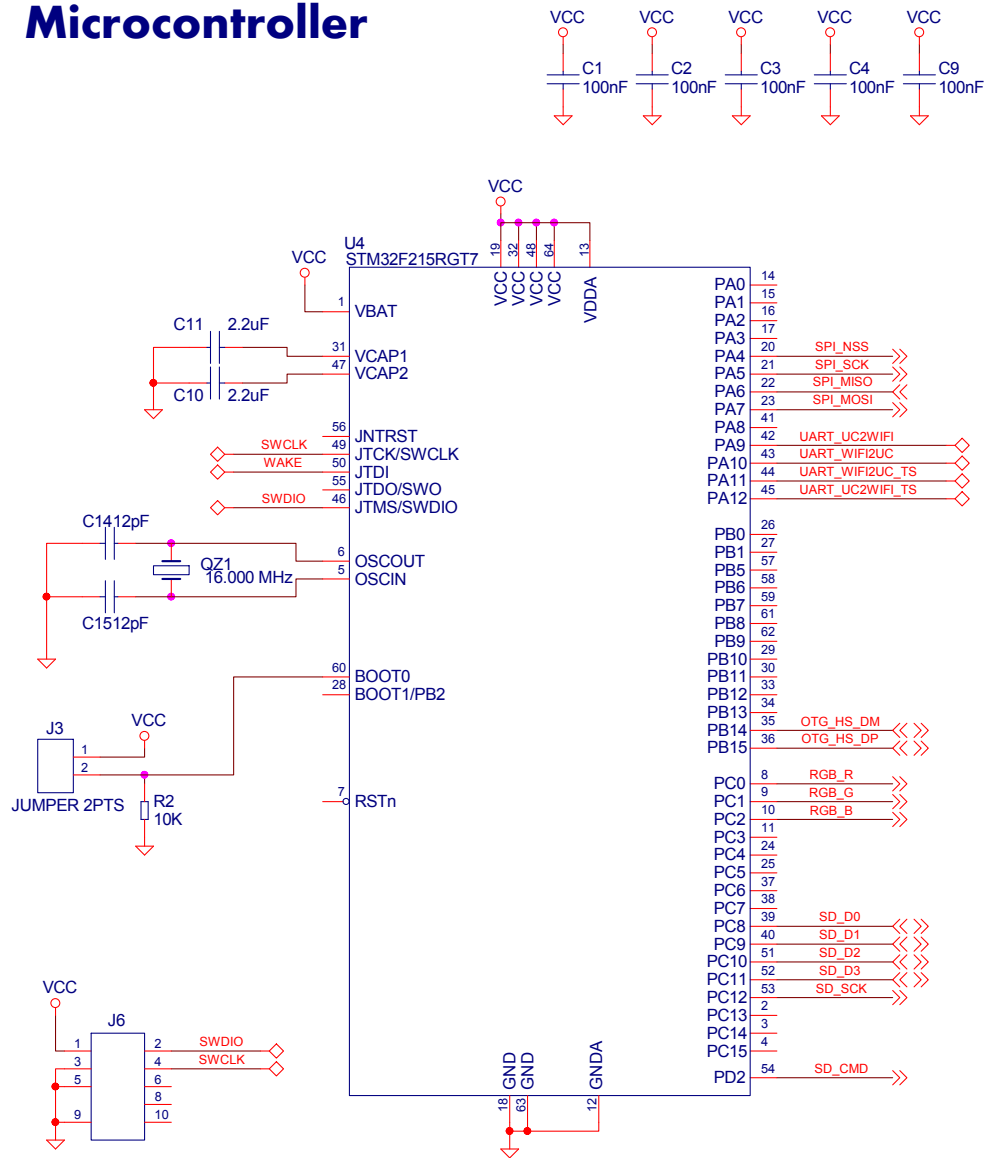 Microcontroller
VCC VCC VCC VCC VCC
C1 C2 C3 C4 C9
100nF 100nF 100nF 100nF 100nF
VCC
U4
STM32F215RGT7
VCC
19 32 48 64 13
VCC VCC VCC VCC VDDA
1 VBAT
C11 2.2uF
31 VCAP1
47 VCAP2
C10 2.2uF
56 JNTRST
SWCLK 49 JTCK/SWCLK
WAKE 50 JTDI
55 JTDO/SWO
SWDIO 46 JTMS/SWDIO
C1412pF
6 OSCOUT
QZ1
16.000 MHz
5 OSCIN
C1512pF
60 BOOT0
28 BOOT1/PB2
J3
VCC
1
2
JUMPER 2PTS
R2
10K
7 RSTn
PA0 14
PA1 15
PA2 16
PA3 17
PA4 20 SPI_NSS
PA5 21 SPI_SCK
PA6 22 SPI_MISO
PA7 23 SPI_MOSI
PA8 41
PA9 42 UART_UC2WIFI
PA10 43 UART_WIFI2UC
PA11 44 UART_WIFI2UC_TS
PA12 45 UART_UC2WIFI_TS
PB0 26
PB1 27
PB5 57
PB6 58
PB7 59
PB8 61
PB9 62
PB10 29
PB11 30
PB12 33
PB13 34
PB14 35 OTG_HS_DM
PB15 36 OTG_HS_DP
PC0 8 RGB_R
PC1 9 RGB_G
PC2 10 RGB_B
PC3 11
PC4 24
PC5 25
PC6 37
PC7 38
PC8 39 SD_D0
PC9 40 SD_D1
PC10 51 SD_D2
PC11 52 SD_D3
PC12 53 SD_SCK
PC13 2
PC14 3
PC15 4
PD2 54 SD_CMD
GND GND GNDA
18 63 12
VCC
J6
1 2 SWDIO
3 4 SWCLK
5 6
8
9 10